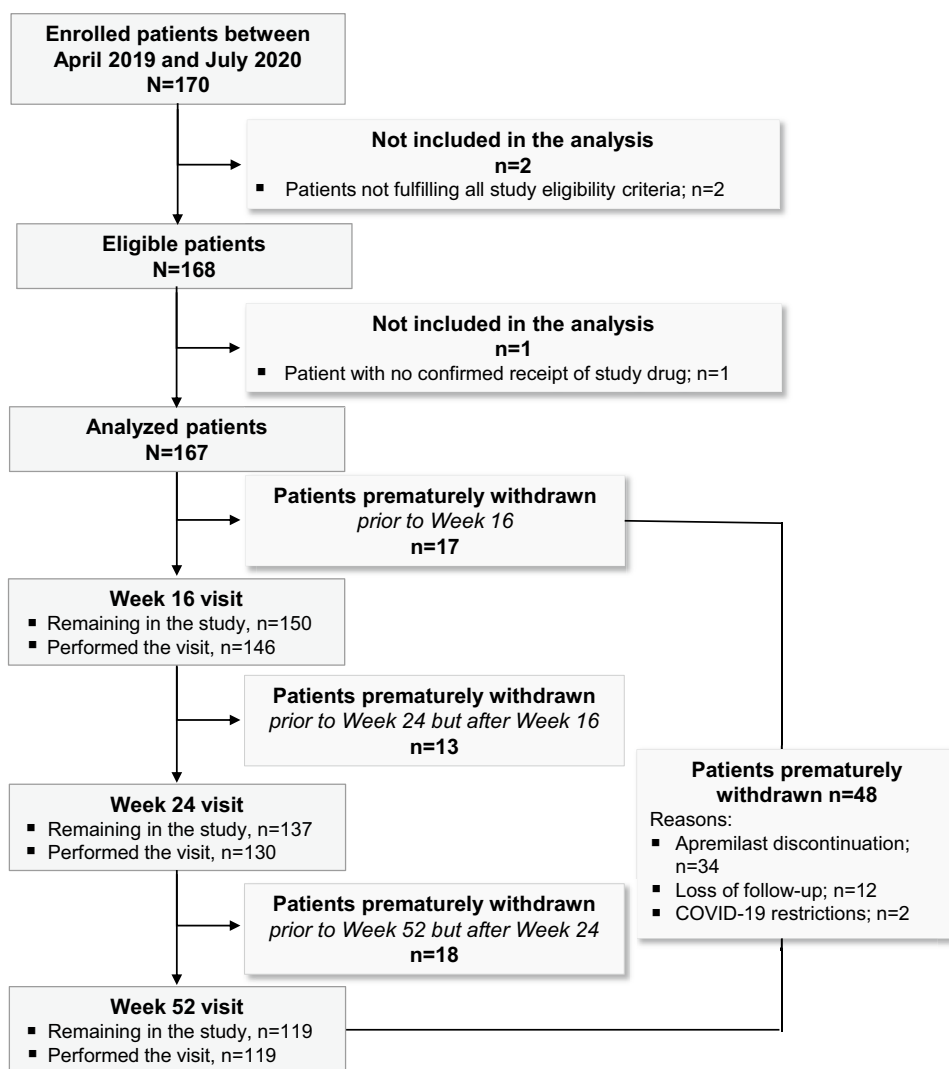 Enrolled patients between
April 2019 and July 2020
N=170
Not included in the analysis
n=2
▪ Patients not fulfilling all study eligibility criteria; n=2
Eligible patients
N=168
Not included in the analysis
n=1
▪ Patient with no confirmed receipt of study drug; n=1
Analyzed patients
N=167
Patients prematurely withdrawn
prior to Week 16
n=17
Week 16 visit
▪ Remaining in the study, n=150
▪ Performed the visit, n=146
Patients prematurely withdrawn
prior to Week 24 but after Week 16
n=13
Week 24 visit
▪ Remaining in the study, n=137
▪ Performed the visit, n=130
Patients prematurely withdrawn
prior to Week 52 but after Week 24
n=18
Week 52 visit
▪ Remaining in the study, n=119
▪ Performed the visit, n=119
Patients prematurely
withdrawn n=48
Reasons:
▪ Apremilast discontinuation;
n=34
▪ Loss of follow-up; n=12
▪ COVID-19 restrictions; n=2